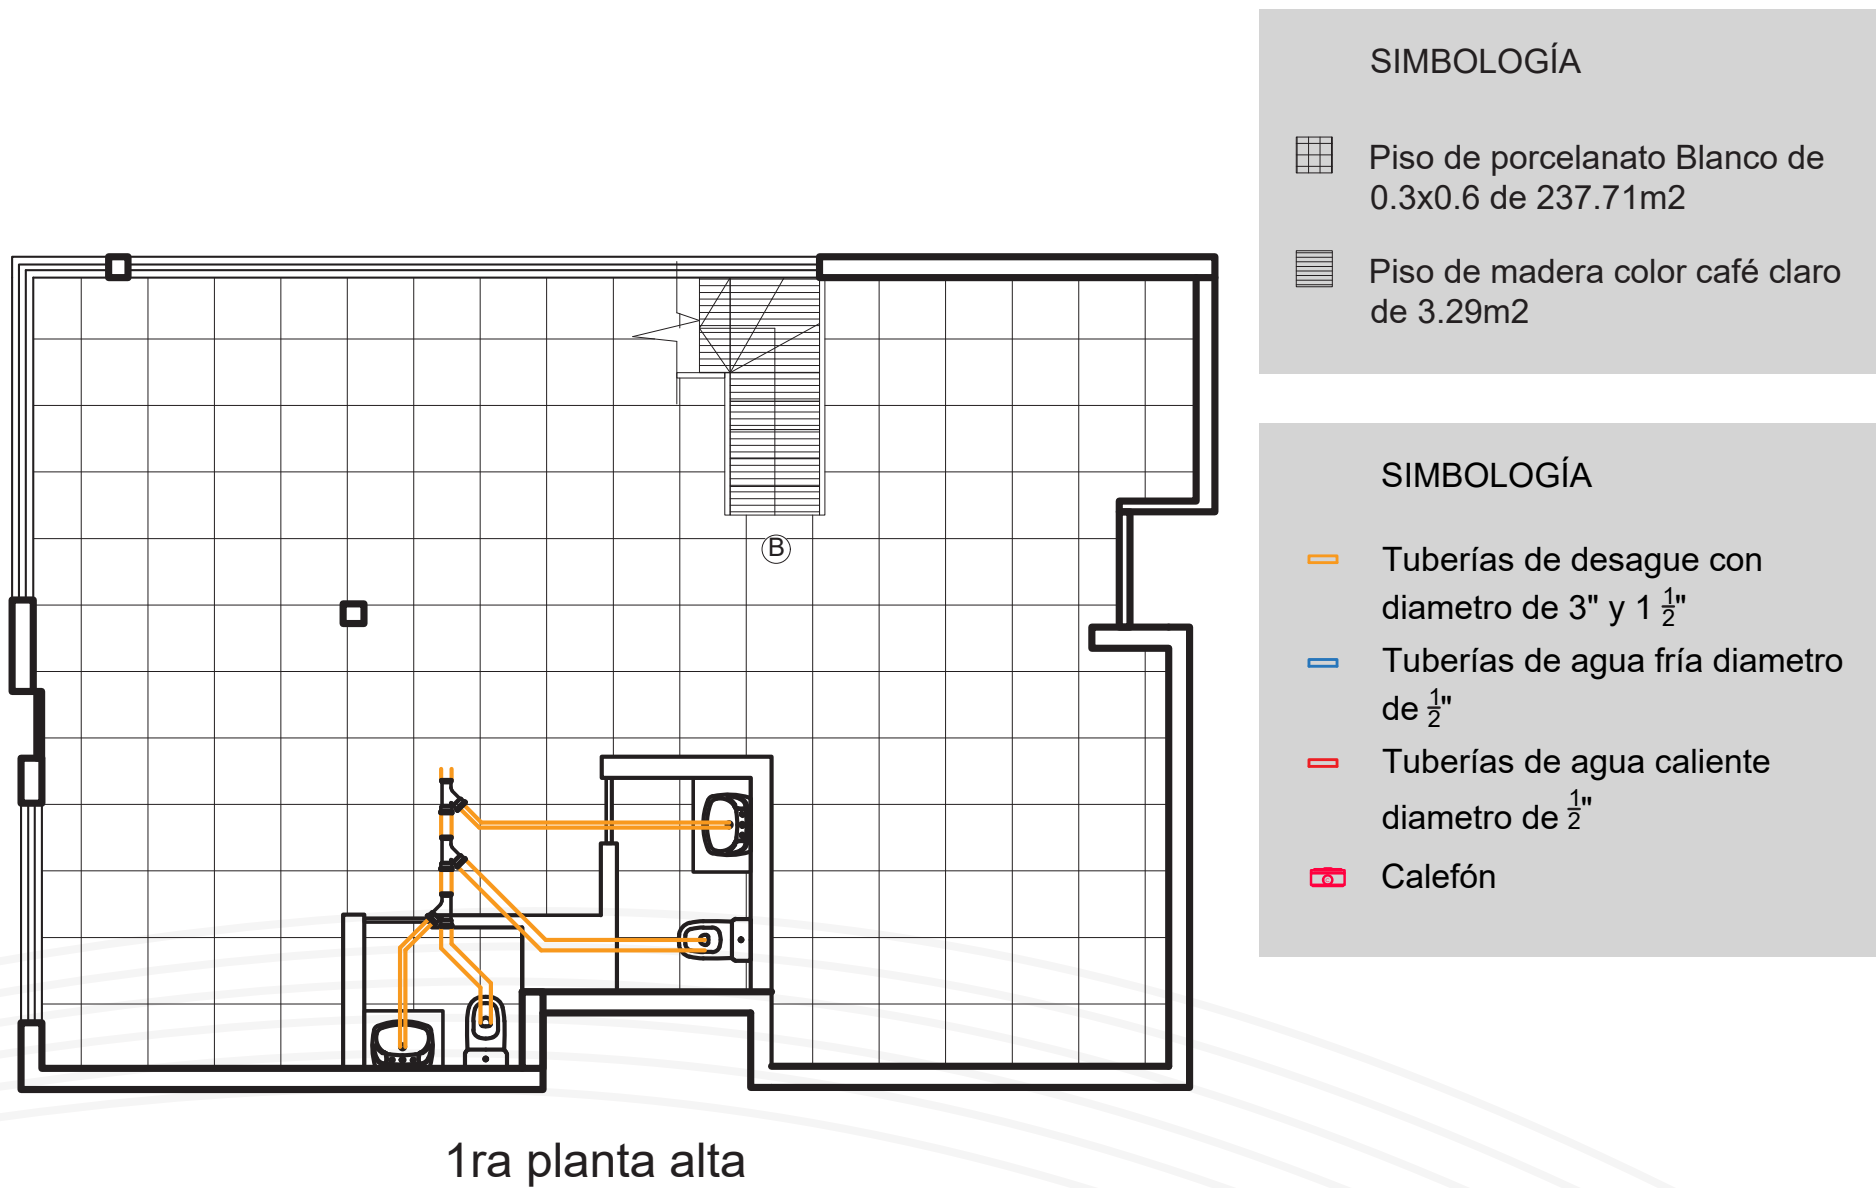 SIMBOLOGÍA
Piso de porcelanato Blanco de
0.3x0.6 de 237.71m2
Piso de madera color café claro
de 3.29m2
SIMBOLOGÍA
Tuberías de desague con
diametro de 3" y 1 1/2"
Tuberías de agua fría diametro
de 1/2"
Tuberías de agua caliente
diametro de 1/2"
Calefón
B
1ra planta alta